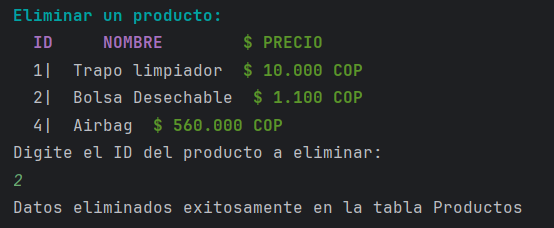 Eliminar un producto:
ID NOMBRE $ PRECIO
1| Trapo limpiador $ 10.000 COP
2| Bolsa Desechable $ 1.100 COP
4| Airbag $ 560.000 COP
Digite el ID del producto a eliminar:
2
Datos eliminados exitosamente en la tabla Productos